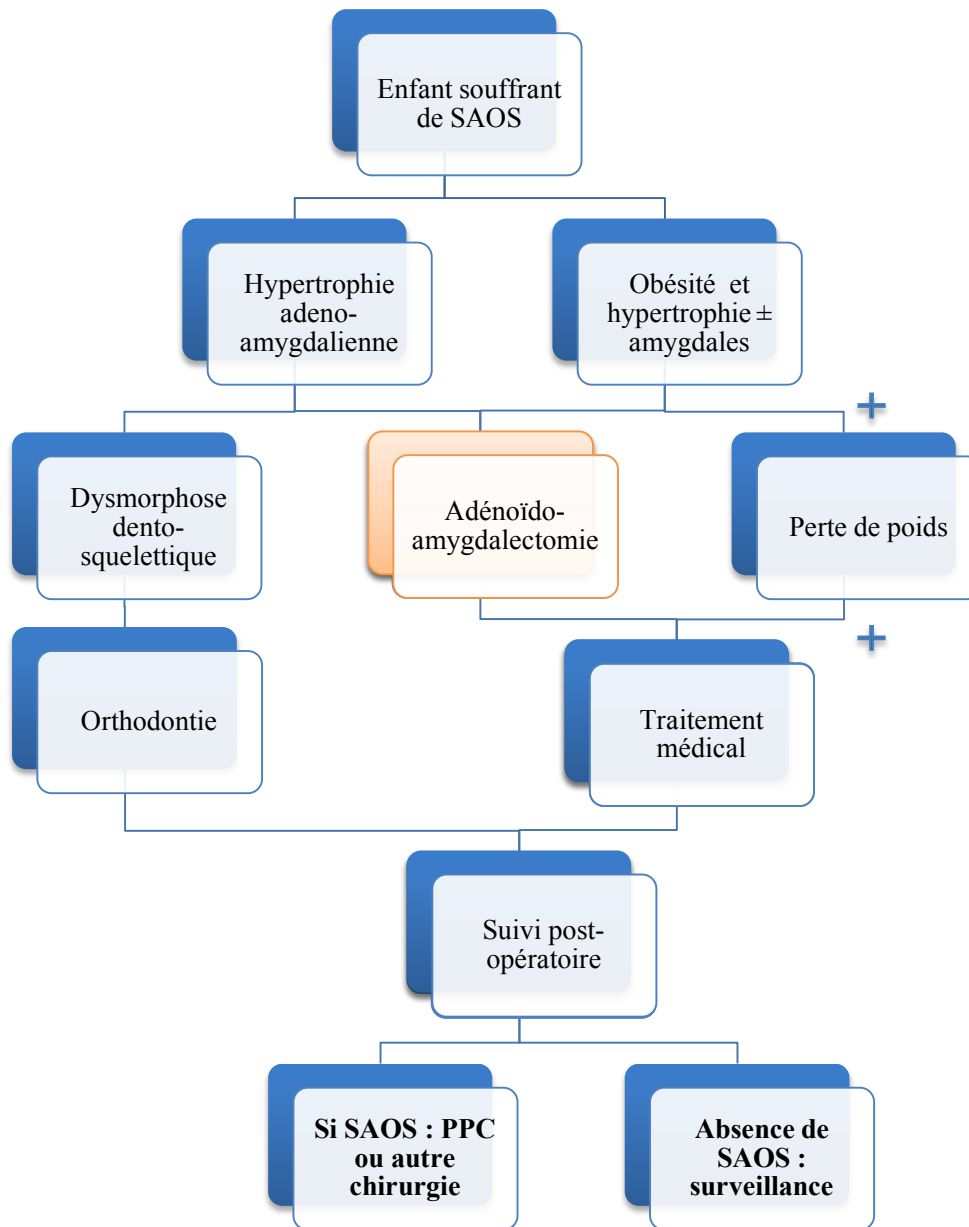 Enfant souffrant
de SAOS
Hypertrophie
adeno-
amygdalienne
Obésité et
hypertrophie ±
amygdales
+
Dysmorphose
dento-
squelettique
Adénoïdo-
amygdalectomie
Perte de poids
+
Orthodontie
Traitement
médical
Suivi post-
opératoire
Si SAOS : PPC
ou autre
chirurgie
Absence de
SAOS :
surveillance